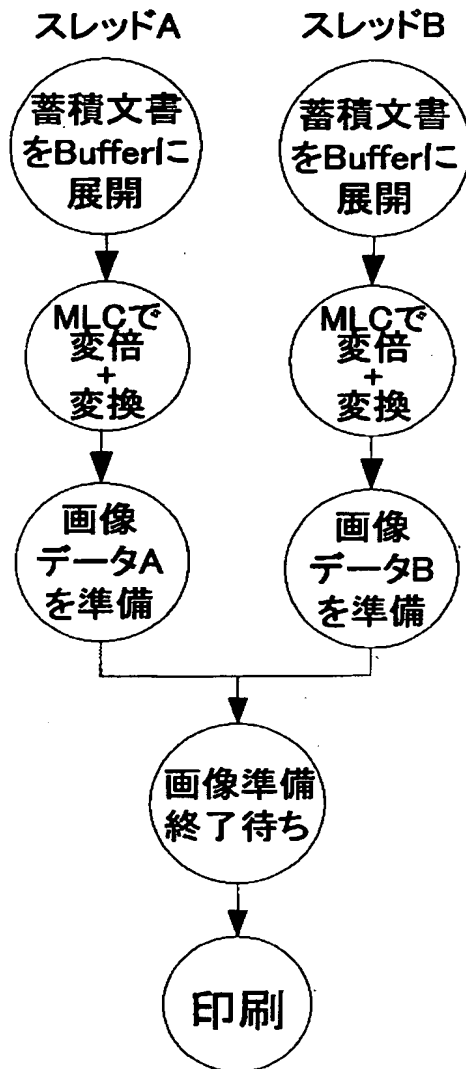 スレッドA
蓄積文書
をBufferに
展開
MLCで
変倍
+
変換
画像
データA
を準備
スレッドB
蓄積文書
をBufferに
展開
MLCで
変倍
+
変換
画像
データB
を準備
画像準備
終了待ち
印刷